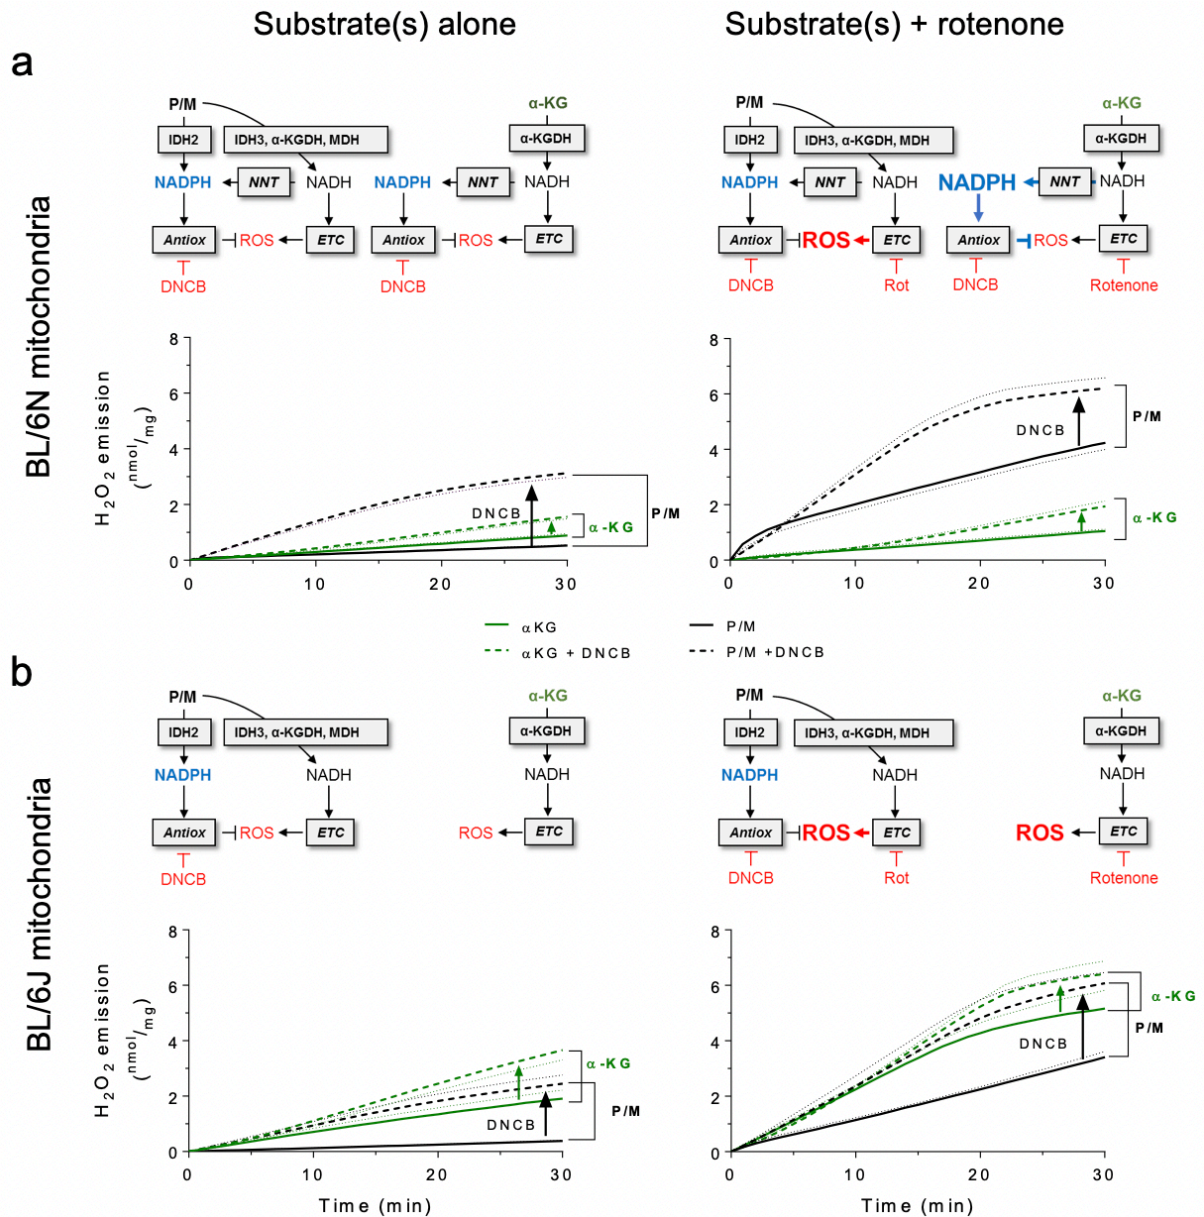 Substrate(s) alone
Substrate(s) + rotenone
a
BL/6N mitochondria
P/M
α-KG
IDH2
IDH3, α-KGDH, MDH
α-KGDH
NADPH
NNT
NADH
NADPH
NNT
NADH
Antiox
ROS
ETC
Antiox
ROS
ETC
DNCB
DNCB
P/M
α-KG
IDH2
IDH3, α-KGDH, MDH
α-KGDH
NADPH
NNT
NADH
NADPH
NNT
NADH
Antiox
ROS
ETC
Antiox
ROS
ETC
DNCB
Rot
DNCB
Rotenone
H2O2 emission
(nmol/mg)
8
6
4
2
0
0
10
20
30
DNCB
α-KG
P/M
8
6
4
2
0
0
10
20
30
DNCB
P/M
α-KG
αKG
P/M
αKG + DNCB
P/M +DNCB
b
BL/6J mitochondria
P/M
α-KG
IDH2
IDH3, α-KGDH, MDH
α-KGDH
NADPH
NADH
NADH
Antiox
ROS
ETC
ROS
ETC
DNCB
P/M
α-KG
IDH2
IDH3, α-KGDH, MDH
α-KGDH
NADPH
NADH
NADH
Antiox
ROS
ETC
ROS
ETC
DNCB
Rot
Rotenone
H2O2 emission
(nmol/mg)
8
6
4
2
0
0
10
20
30
Time (min)
DNCB
α-KG
P/M
8
6
4
2
0
0
10
20
30
Time (min)
DNCB
α-KG
P/M